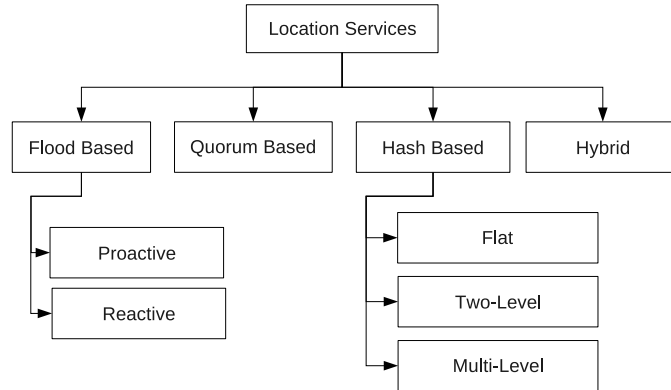 Location Services
Flood Based
Quorum Based
Hash Based
Hybrid
Proactive
Reactive
Flat
Two-Level
Multi-Level